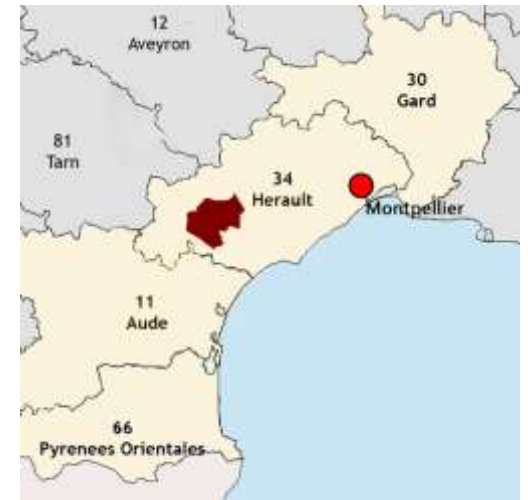 12
Aveyron
30
Gard
81
Tarn
34
Herault
Montpellier
11
Aude
66
Pyrenees Orientales